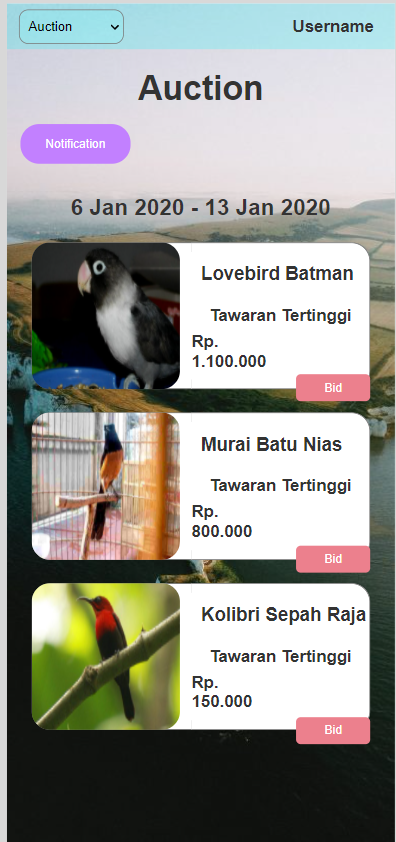 Auction
Username
Auction
Notification
6 Jan 2020 - 13 Jan 2020
Lovebird Batman
Tawaran Tertinggi
Rp.
1.100.000
Bid
Murai Batu Nias
Tawaran Tertinggi
Rp.
800.000
Bid
Kolibri Sepah Raja
Tawaran Tertinggi
Rp.
150.000
Bid